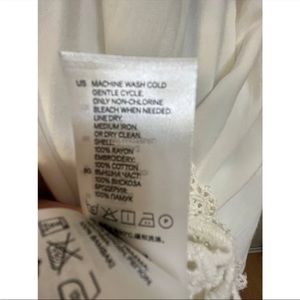 US MACHINE WASH COLD
GENTLE CYCLE.
ONLY NON-CHLORINE
BLEACH WHEN NEEDED.
LINE DRY.
MEDIUM IRON.
OR DRY CLEAN.
SHELL:
100% RAYON
EMBROIDERY:
100% COTTON
BG ВЪНШНА ЧАСТ:
100% ВИСКОЗА
БРОДЕРИЯ:
100% ПАМУК